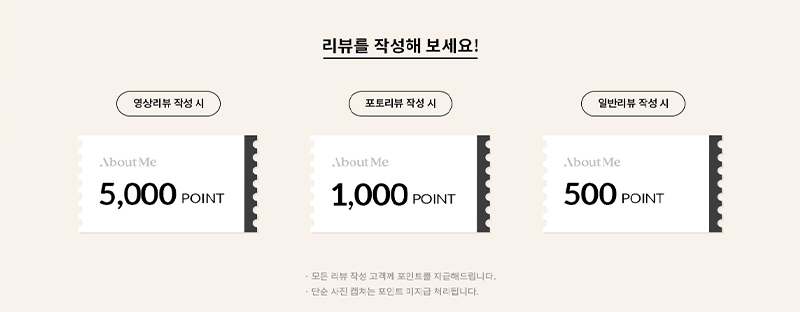 리뷰를 작성해 보세요!
영상리뷰 작성 시
포토리뷰 작성 시
일반리뷰 작성 시
About Me
5,000 POINT
About Me
1,000 POINT
About Me
500 POINT
· 모든 리뷰 작성 고객께 포인트를 지급해드립니다.
· 단순 사진 캡쳐는 포인트 미지급 처리됩니다.